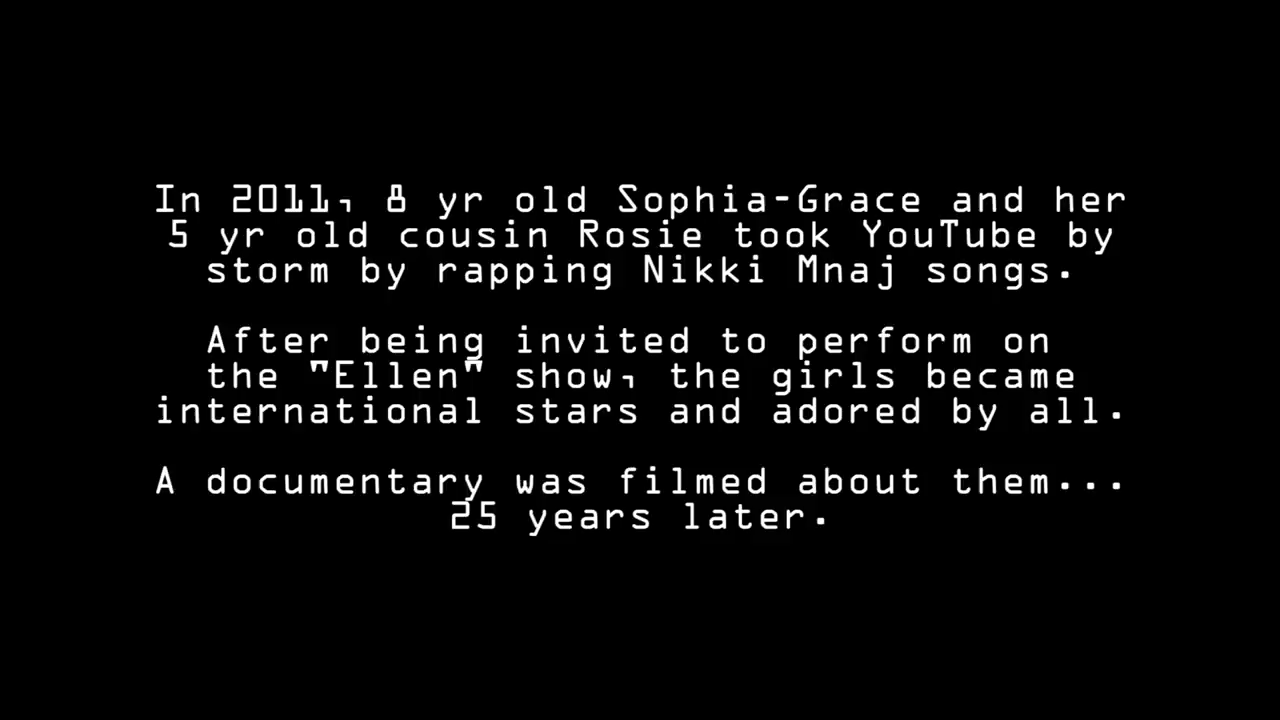 In 2011, 8 yr old Sophia-Grace and her
5 yr old cousin Rosie took YouTube by
storm by rapping Nikki Mnaj songs.
After being invited to perform on
the "Ellen" show, the girls became
international stars and adored by all.
A documentary was filmed about them...
25 years later.